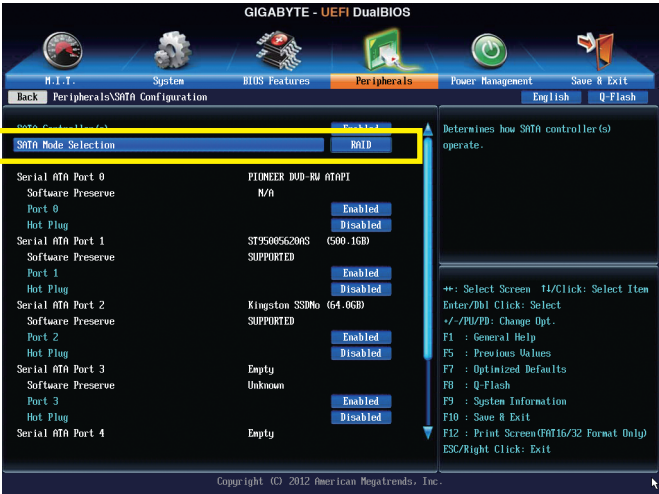 GIGABYTE - UEFI DualBIOS
M.I.T. System BIOS Features Peripherals Power Management Save & Exit
Back Peripherals\SATA Configuration English Q-Flash
SATA Controller(s) Enabled
SATA Mode Selection RAID
Serial ATA Port 0 PIONEER DVD-RW ATAPI
Software Preserve N/A
Port 0 Enabled
Hot Plug Disabled
Serial ATA Port 1 ST95005620AS (500.1GB)
Software Preserve SUPPORTED
Port 1 Enabled
Hot Plug Disabled
Serial ATA Port 2 Kingston SSDNo (64.0GB)
Software Preserve SUPPORTED
Port 2 Enabled
Hot Plug Disabled
Serial ATA Port 3 Empty
Software Preserve Unknown
Port 3 Enabled
Hot Plug Disabled
Serial ATA Port 4 Empty
Determines how SATA controller(s)
operate.
↔: Select Screen ↑↓/Click: Select Item
Enter/Dbl Click: Select
+/-/PU/PD: Change Opt.
F1 : General Help
F5 : Previous Values
F7 : Optimized Defaults
F8 : Q-Flash
F9 : System Information
F10 : Save & Exit
F12 : Print Screen(FAT16/32 Format Only)
ESC/Right Click: Exit
Copyright (C) 2012 American Megatrends, Inc.